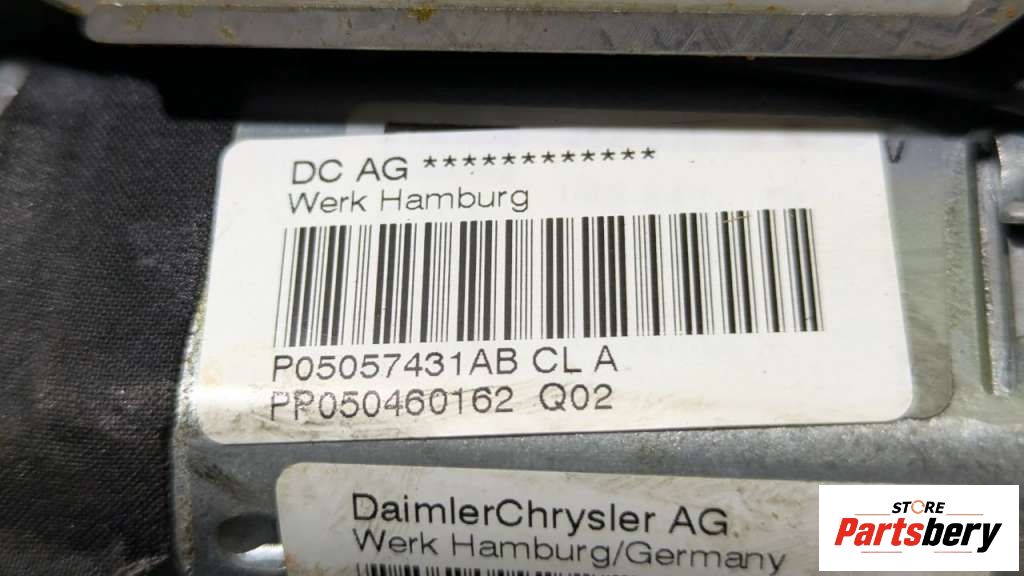 DC AG ************
Werk Hamburg
V
P05057431AB CL A
PP050460162 Q02
DaimlerChrysler AG
Werk Hamburg/Germany
STORE
Partsbery